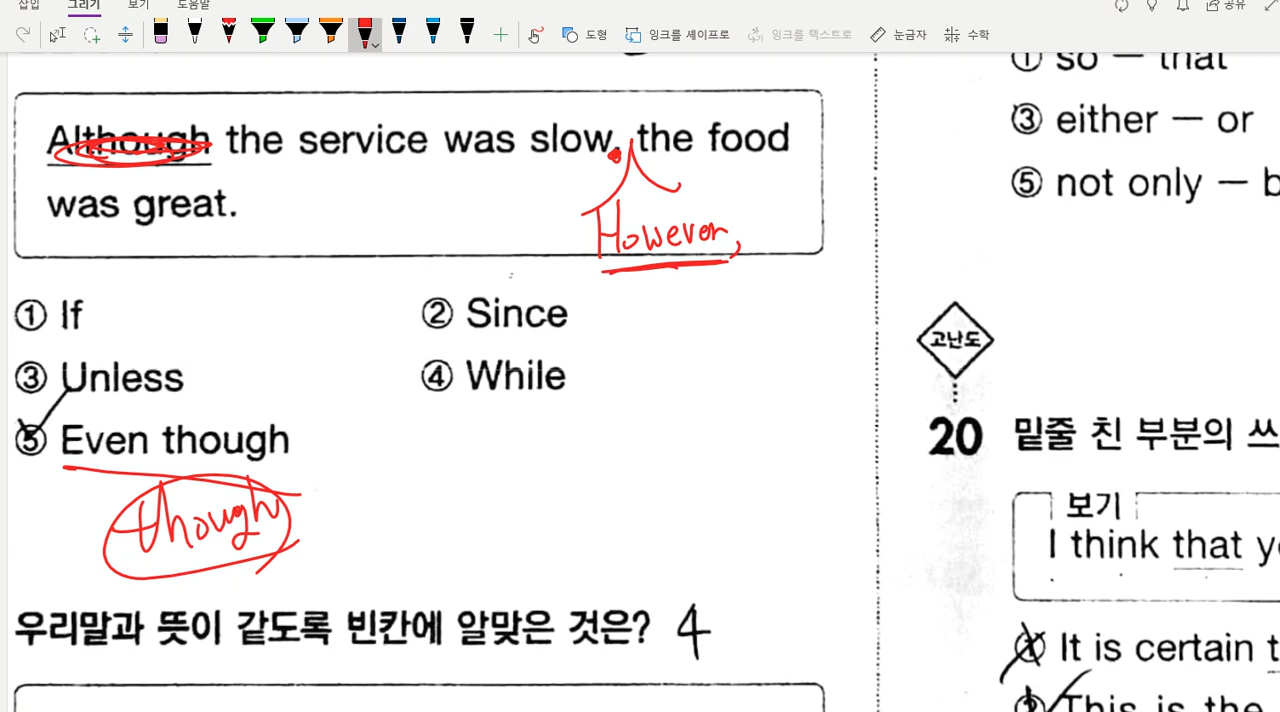 삽입 그리기 보기 도움말 공유
도형 잉크를 셰이프로 잉크를 텍스트로 눈금자 수학
Although the service was slow, the food
was great.
However,
① If ② Since
③ Unless ④ While
⑤ Even though
though
우리말과 뜻이 같도록 빈칸에 알맞은 것은? 4
① so — that
③ either — or
⑤ not only — b
고난도
20 밑줄 친 부분의 쓰
보기
I think that y
① It is certain t
② This is the